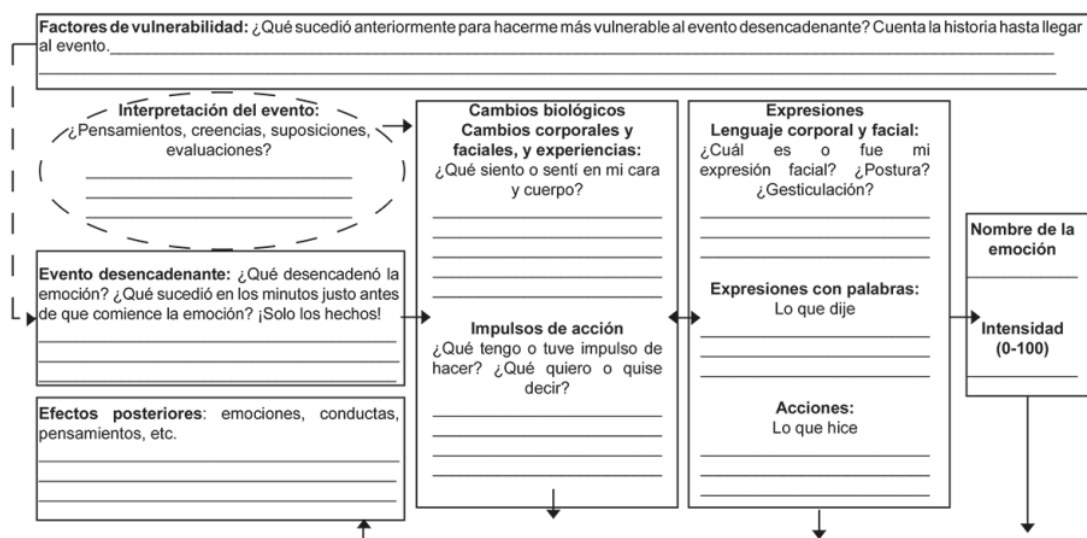 Factores de vulnerabilidad: ¿Qué sucedió anteriormente para hacerme más vulnerable al evento desencadenante? Cuenta la historia hasta llegar
al evento.
Interpretación del evento:
¿Pensamientos, creencias, suposiciones,
evaluaciones?
Evento desencadenante: ¿Qué desencadenó la
emoción? ¿Qué sucedió en los minutos justo antes
de que comience la emoción? ¡Solo los hechos!
Efectos posteriores: emociones, conductas,
pensamientos, etc.
Cambios biológicos
Cambios corporales y
faciales, y experiencias:
¿Qué siento o sentí en mi cara
y cuerpo?
Impulsos de acción
¿Qué tengo o tuve impulso de
hacer? ¿Qué quiero o quise
decir?
Expresiones
Lenguaje corporal y facial:
¿Cuál es o fue mi
expresión facial? ¿Postura?
¿Gesticulación?
Expresiones con palabras:
Lo que dije
Acciones:
Lo que hice
Nombre de la
emoción
Intensidad
(0-100)